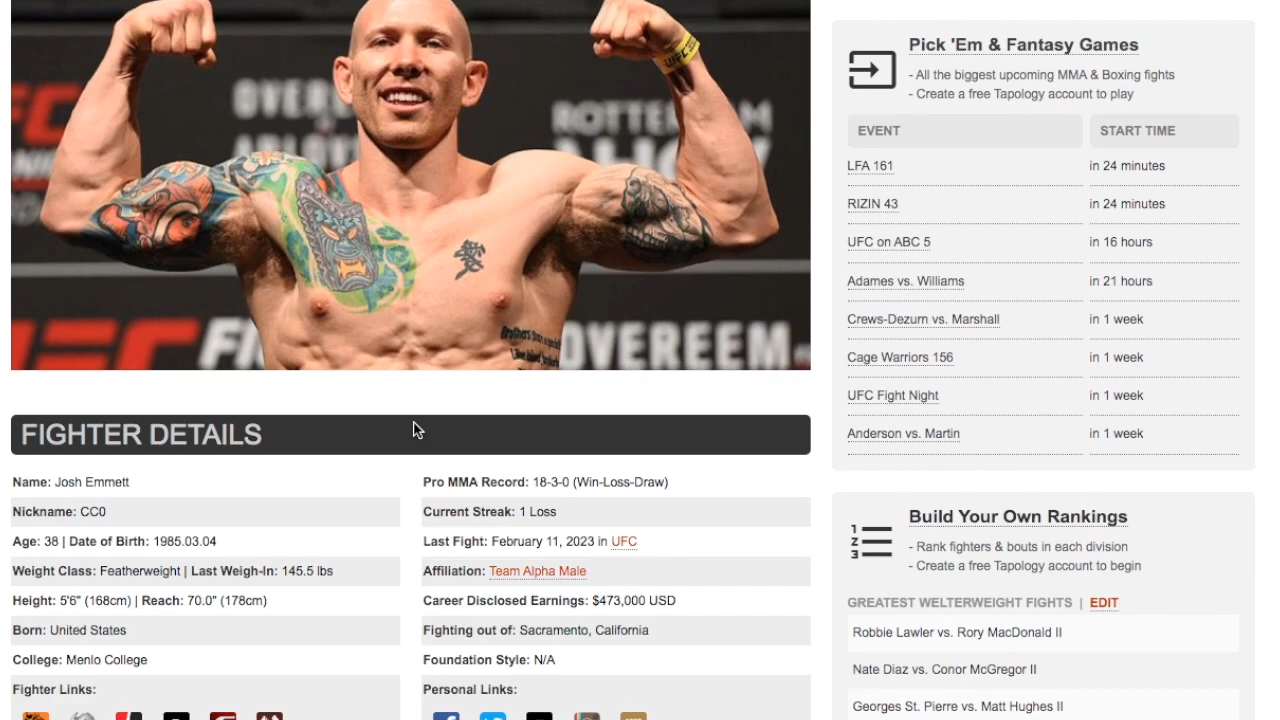 UFC
OVER
ROTTER
FC
OVEREEM
FIGHTER DETAILS
Name: Josh Emmett
Nickname: CC0
Age: 38 | Date of Birth: 1985.03.04
Weight Class: Featherweight | Last Weigh-In: 145.5 lbs
Height: 5'6" (168cm) | Reach: 70.0" (178cm)
Born: United States
College: Menlo College
Fighter Links:
Pro MMA Record: 18-3-0 (Win-Loss-Draw)
Current Streak: 1 Loss
Last Fight: February 11, 2023 in UFC
Affiliation: Team Alpha Male
Career Disclosed Earnings: $473,000 USD
Fighting out of: Sacramento, California
Foundation Style: N/A
Personal Links:
Pick 'Em & Fantasy Games
- All the biggest upcoming MMA & Boxing fights
- Create a free Tapology account to play
EVENT START TIME
LFA 161 in 24 minutes
RIZIN 43 in 24 minutes
UFC on ABC 5 in 16 hours
Adames vs. Williams in 21 hours
Crews-Dezurn vs. Marshall in 1 week
Cage Warriors 156 in 1 week
UFC Fight Night in 1 week
Anderson vs. Martin in 1 week
1
2
3
Build Your Own Rankings
- Rank fighters & bouts in each division
- Create a free Tapology account to begin
GREATEST WELTERWEIGHT FIGHTS | EDIT
Robbie Lawler vs. Rory MacDonald II
Nate Diaz vs. Conor McGregor II
Georges St. Pierre vs. Matt Hughes II